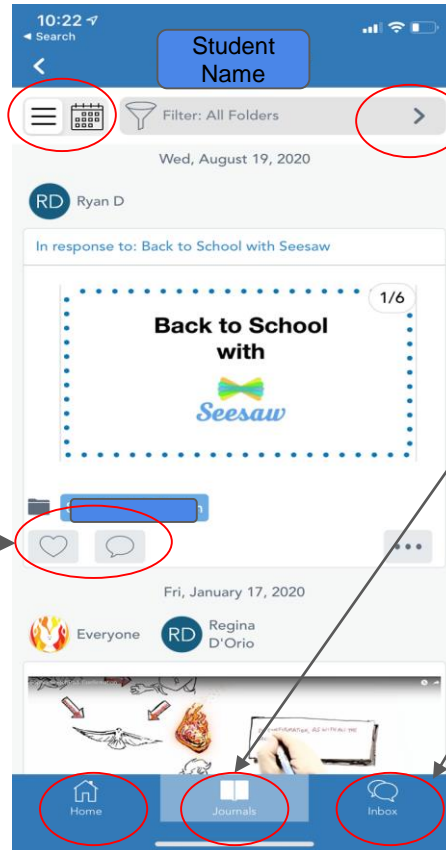 10:22
Search
Student
Name
Filter: All Folders
Wed, August 19, 2020
RD Ryan D
In response to: Back to School with Seesaw
1/6
Back to School
with
Seesaw
Fri, January 17, 2020
Everyone RD Regina
D'Orio
Home Journals Inbox